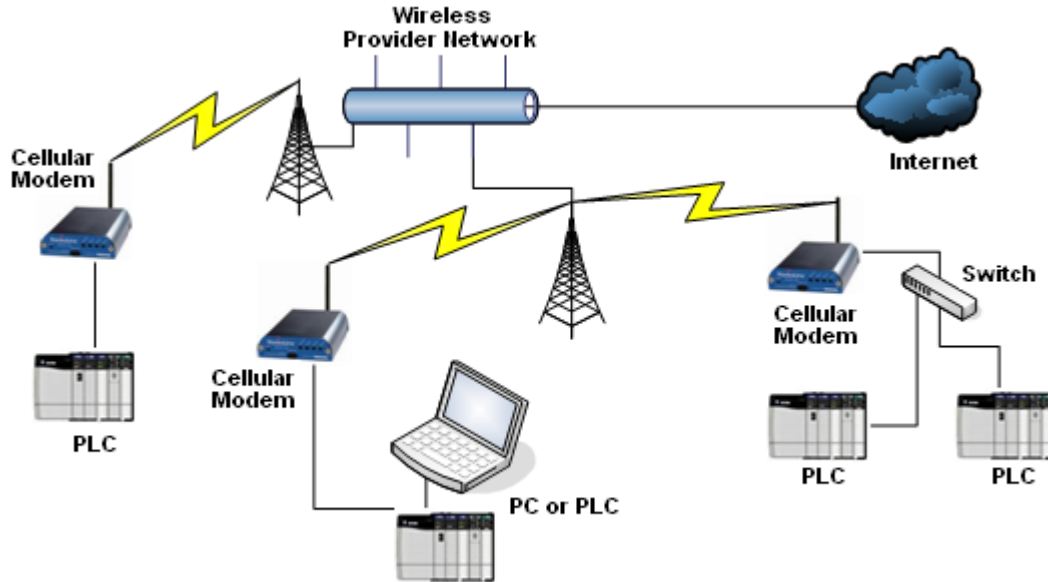 Wireless
Provider Network
Internet
Cellular
Modem
Switch
Cellular
Modem
Cellular
Modem
PLC
PLC
PLC
PC or PLC